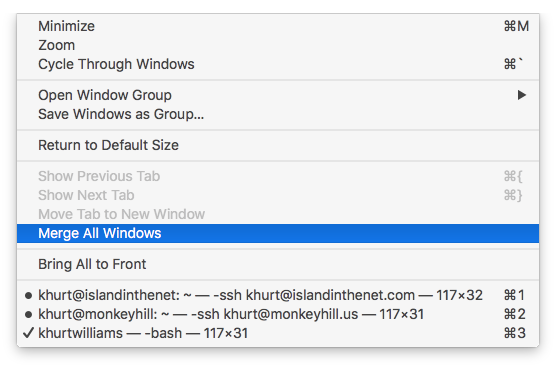 Minimize ⌘M
Zoom
Cycle Through Windows ⌘`
Open Window Group ▶
Save Windows as Group...
Return to Default Size
Show Previous Tab ⌘{
Show Next Tab ⌘}
Move Tab to New Window
Merge All Windows
Bring All to Front
• khurt@islandinthenet: ~ — -ssh khurt@islandinthenet.com — 117×32 ⌘1
• khurt@monkeyhill: ~ — -ssh khurt@monkeyhill.us — 117×31 ⌘2
✓ khurtwilliams — -bash — 117×31 ⌘3